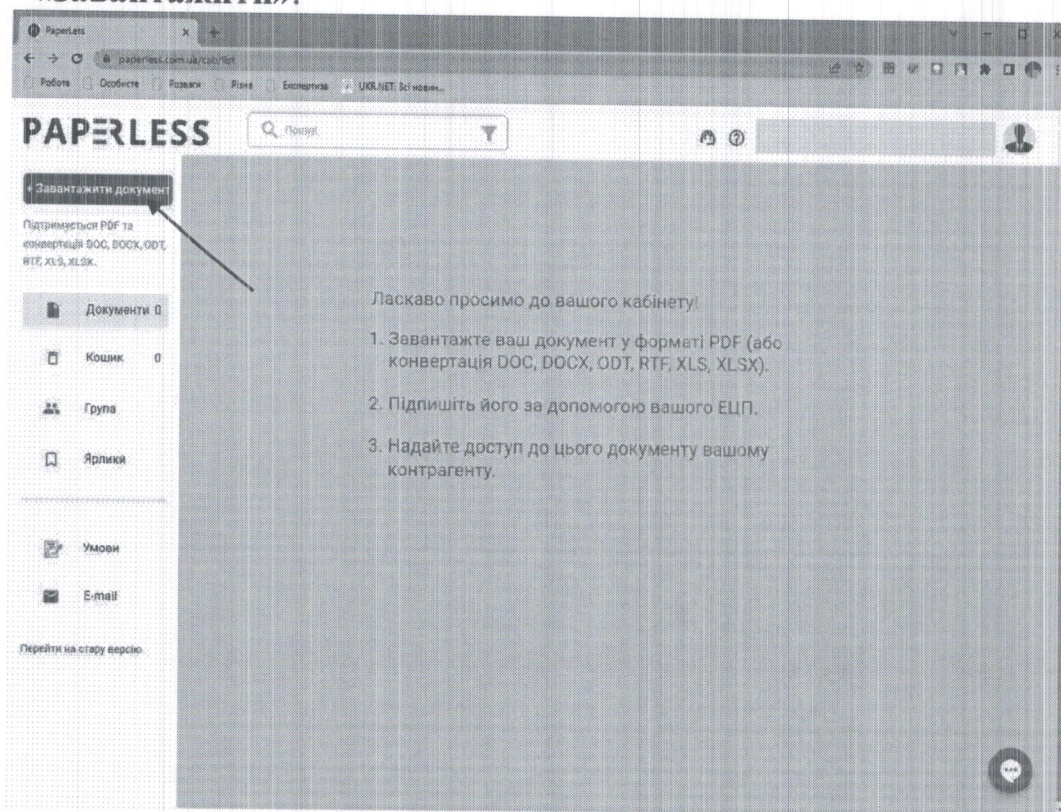 «Завантажити».
PaperLess
paperless.com.ua/cab/list
Робота Особисте Розваги Різне Експертиза UKR.NET: Всі новин...
PAPERLESS
Пошук
+ Завантажити документ
Підтримується PDF та
конвертація DOC, DOCX, ODT,
RTF, XLS, XLSX.
Документи 0
Кошик 0
Група
Ярлики
Умови
E-mail
Перейти на стару версію
Ласкаво просимо до вашого кабінету!
1. Завантажте ваш документ у форматі PDF (або
конвертація DOC, DOCX, ODT, RTF, XLS, XLSX).
2. Підпишіть його за допомогою вашого ЕЦП.
3. Надайте доступ до цього документу вашому
контрагенту.